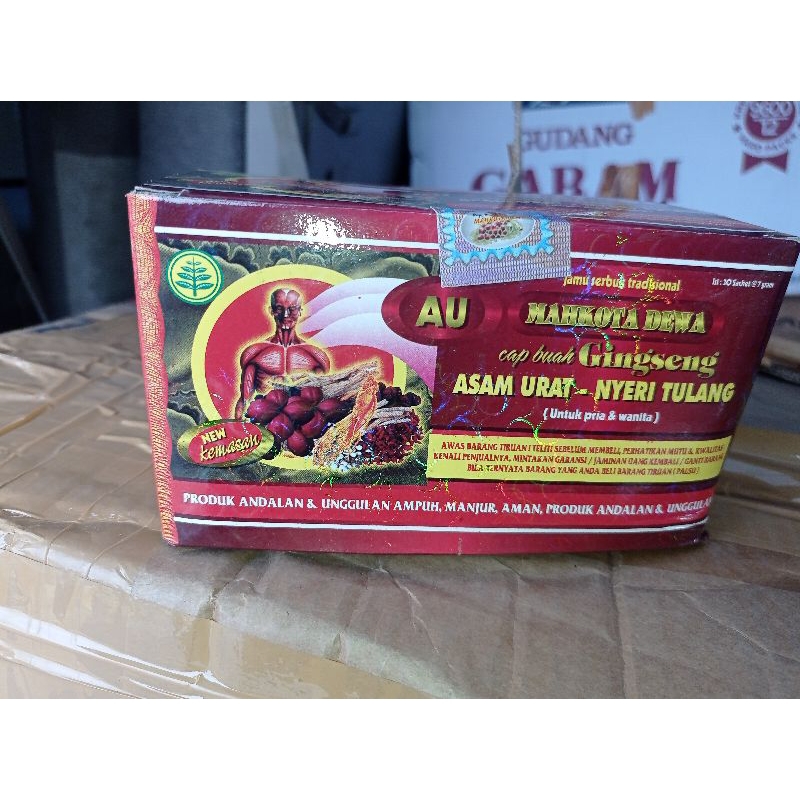 GUDANG
GARAM
jamu serbuk tradisional
Isi : 10 Sachet @ 7 gram
AU
MAHKOTA DEWA
cap buah Gingseng
ASAM URAT - NYERI TULANG
( Untuk pria & wanita )
NEW
kemasan
AWAS BARANG TIRUAN ! TELITI SEBELUM MEMBELI, PERHATIKAN MUTU & KWALITAS
KENALI PENJUALNYA, MINTAKAN GARANSI / JAMINAN UANG KEMBALI / GANTI BARANG
BILA TERNYATA BARANG YANG ANDA BELI BARANG TIRUAN ( PALSU )
PRODUK ANDALAN & UNGGULAN AMPUH, MANJUR, AMAN, PRODUK ANDALAN & UNGGULAN